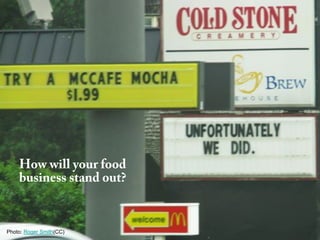 COLD STONE
CREAMERY
TRY A MCCAFE MOCHA
$1.99
BREW
EHOUSE
UNFORTUNATELY
WE DID.
How will your food
business stand out?
welcome
Photo: Roger Smith(CC)